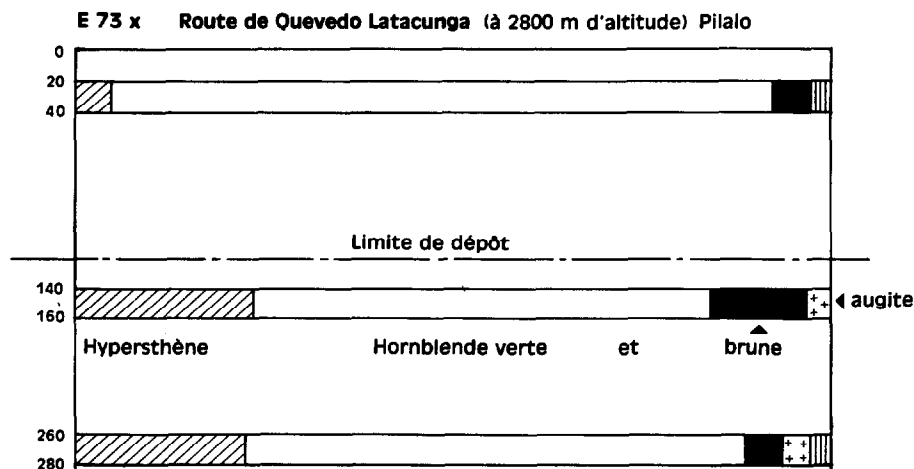 E 73 x Route de Quevedo Latacunga (à 2800 m d'altitude) Pilalo
0
20
40
Limite de dépôt
140
160
augite
Hypersthène Hornblende verte et brune
260
280